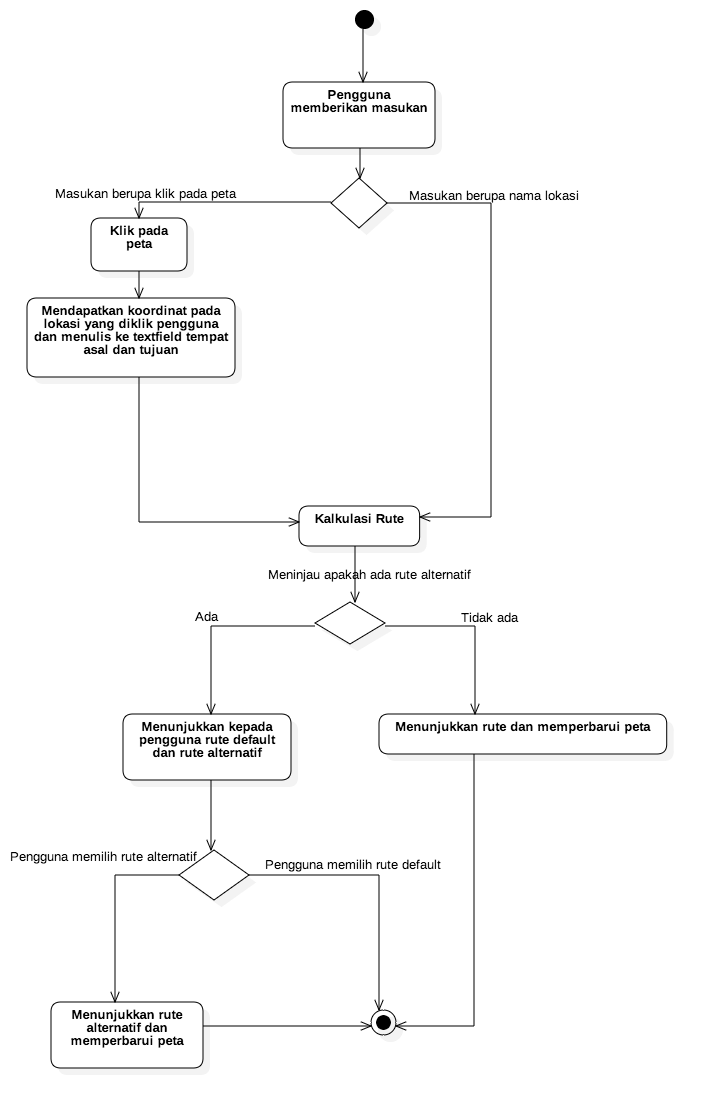 Pengguna
memberikan masukan
Masukan berupa klik pada peta
Masukan berupa nama lokasi
Klik pada
peta
Mendapatkan koordinat pada
lokasi yang diklik pengguna
dan menulis ke textfield tempat
asal dan tujuan
Kalkulasi Rute
Meninjau apakah ada rute alternatif
Ada
Tidak ada
Menunjukkan kepada
pengguna rute default
dan rute alternatif
Menunjukkan rute dan memperbarui peta
Pengguna memilih rute alternatif
Pengguna memilih rute default
Menunjukkan rute
alternatif dan
memperbarui peta